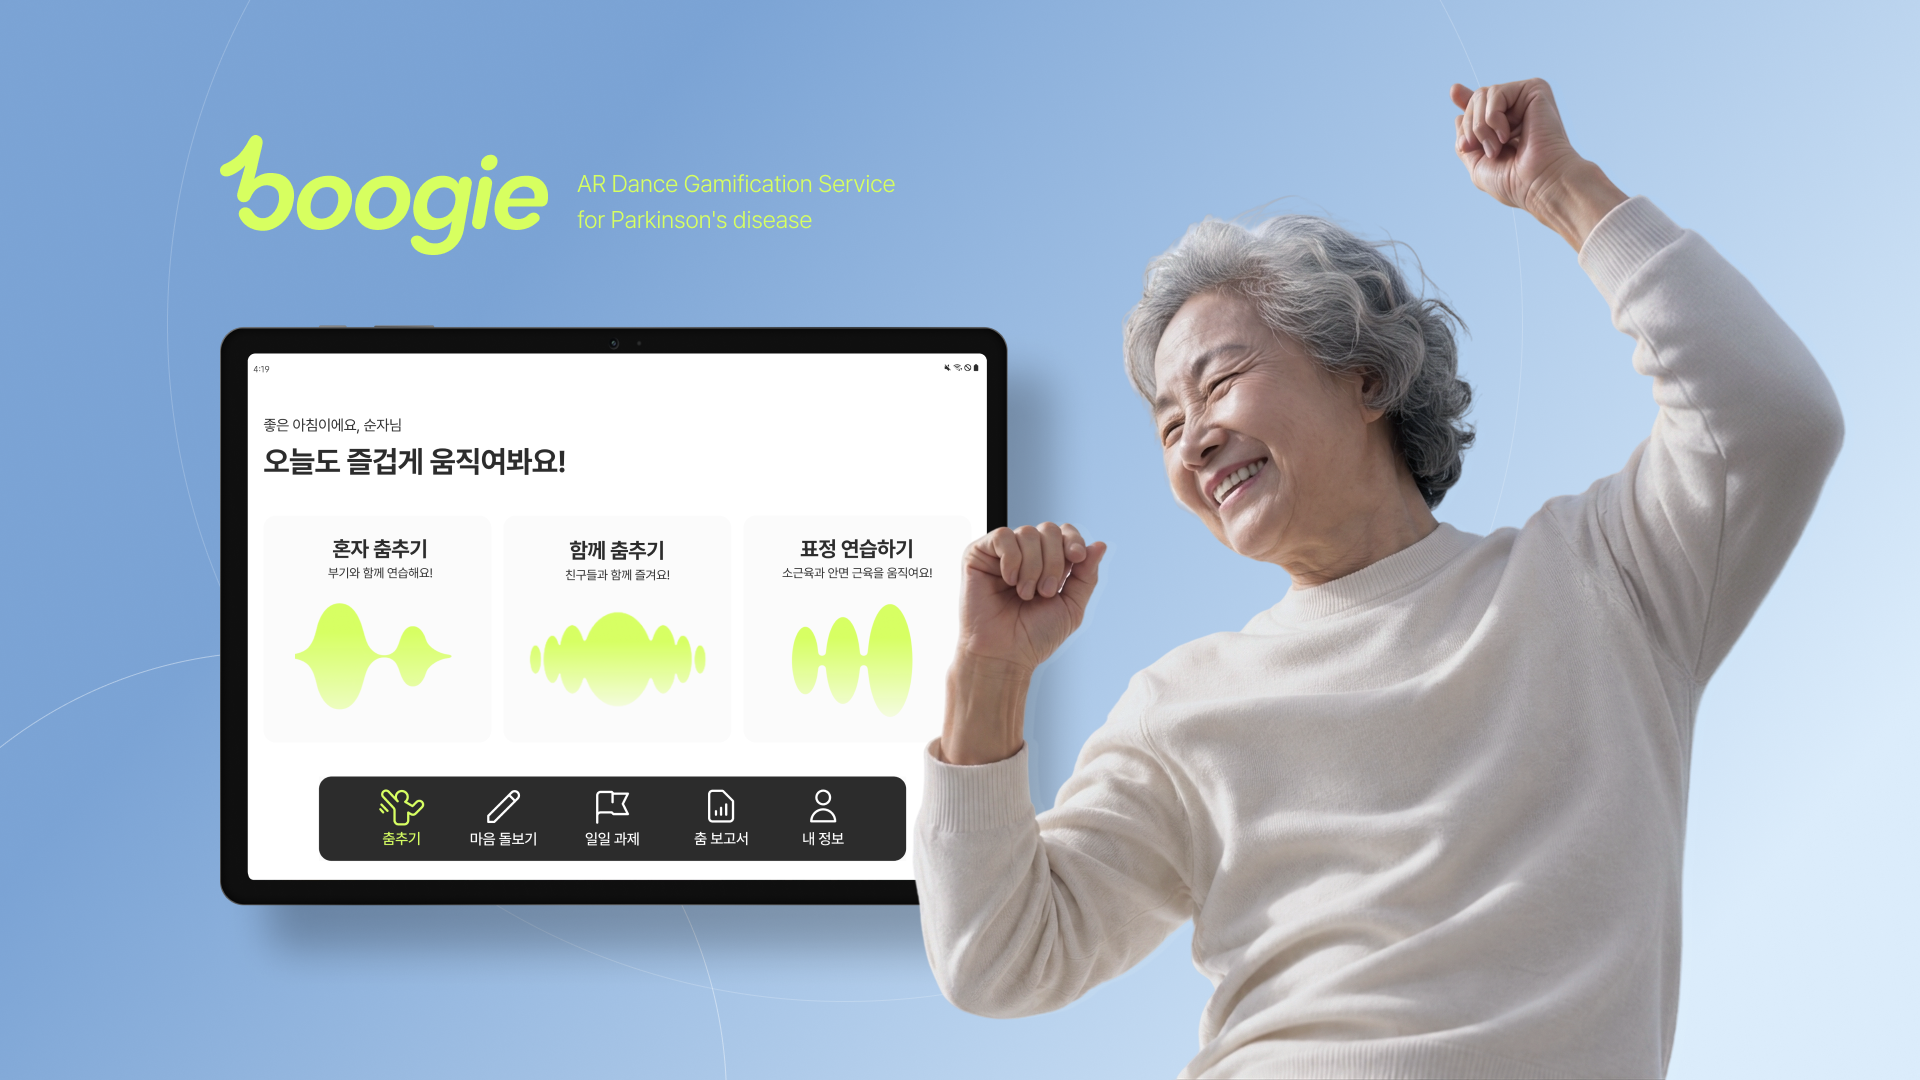 boogie
AR Dance Gamification Service
for Parkinson's disease
4:19
좋은 아침이에요, 순자님
오늘도 즐겁게 움직여봐요!
혼자 춤추기
부기와 함께 연습해요!
함께 춤추기
친구들과 함께 즐겨요!
표정 연습하기
소근육과 안면 근육을 움직여요!
춤추기
마음 돌보기
일일 과제
춤 보고서
내 정보